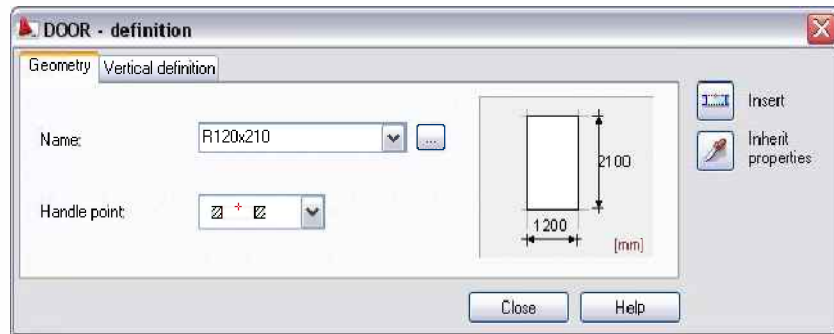 DOOR - definition
Geometry
Vertical definition
Name:
R120x210
...
Handle point:
2100
1200
[mm]
Insert
Inherit
properties
Close
Help